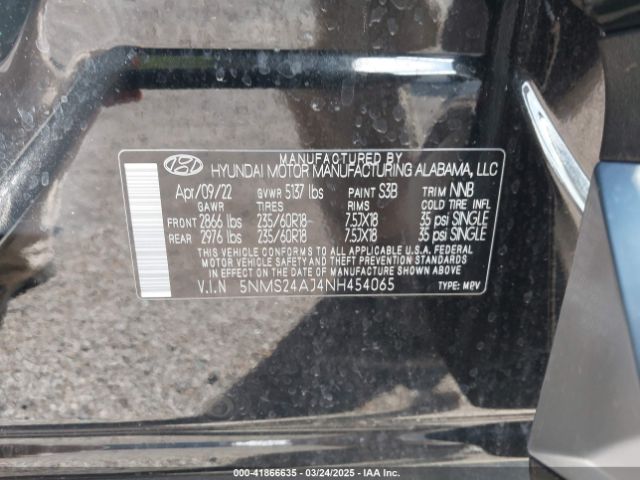 MANUFACTURED BY
HYUNDAI MOTOR MANUFACTURING ALABAMA, LLC
Apr/09/22 GVWR 5137 lbs PAINT S3B TRIM NNB
GAWR TIRES RIMS COLD TIRE INFL
FRONT 2866 lbs 235/60R18 7.5JX18 35 psi SINGLE
REAR 2976 lbs 235/60R18 7.5JX18 35 psi SINGLE
THIS VEHICLE CONFORMS TO ALL APPLICABLE U.S.A. FEDERAL
MOTOR VEHICLE SAFETY AND THEFT PREVENTION STANDARDS
IN EFFECT ON THE DATE OF MANUFACTURE SHOWN ABOVE.
V.I.N 5NMS24AJ4NH454065 TYPE: MPV
00-41866635 - 03/24/2025 - IAA Inc.